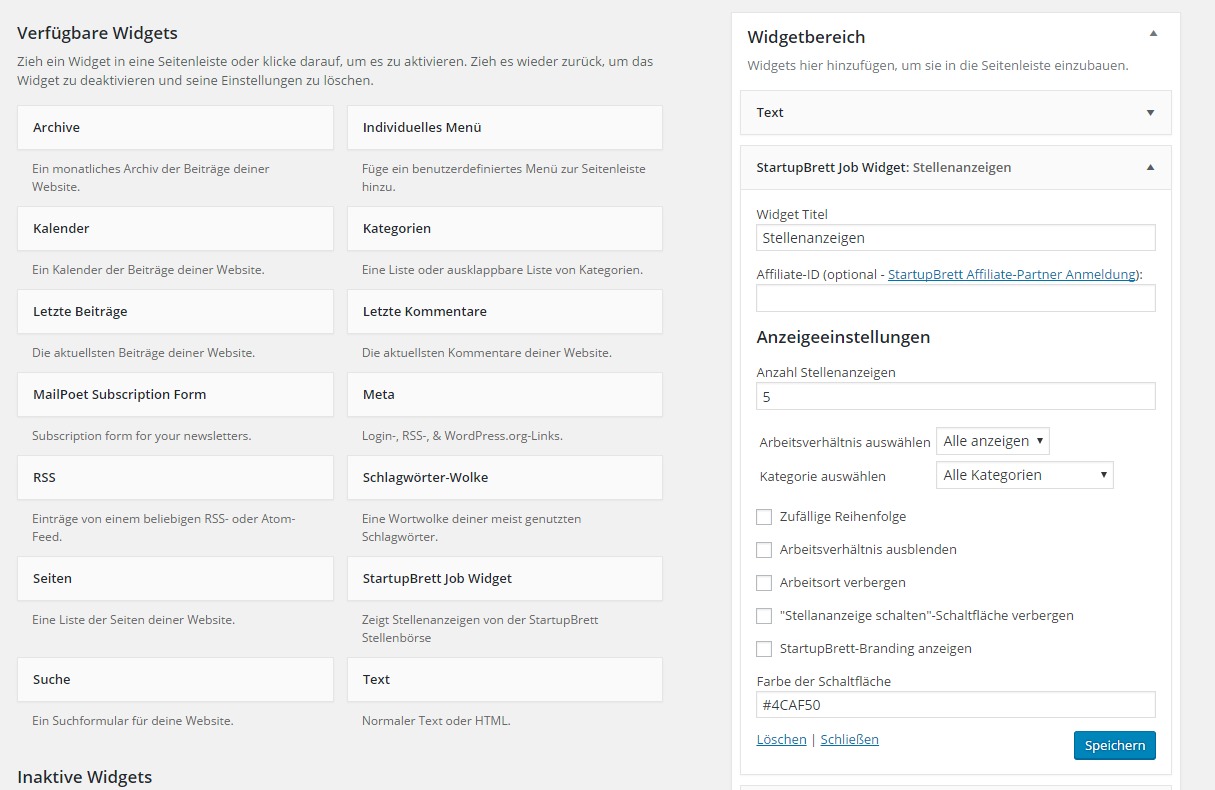 Verfügbare Widgets
Zieh ein Widget in eine Seitenleiste oder klicke darauf, um es zu aktivieren. Zieh es wieder zurück, um das
Widget zu deaktivieren und seine Einstellungen zu löschen.
Archive
Ein monatliches Archiv der Beiträge deiner
Website.
Individuelles Menü
Füge ein benutzerdefiniertes Menü zur Seitenleiste
hinzu.
Kalender
Ein Kalender der Beiträge deiner Website.
Kategorien
Eine Liste oder ausklappbare Liste von Kategorien.
Letzte Beiträge
Die aktuellsten Beiträge deiner Website.
Letzte Kommentare
Die aktuellsten Kommentare deiner Website.
MailPoet Subscription Form
Subscription form for your newsletters.
Meta
Login-, RSS-, & WordPress.org-Links.
RSS
Einträge von einem beliebigen RSS- oder Atom-
Feed.
Schlagwörter-Wolke
Eine Wortwolke deiner meist genutzten
Schlagwörter.
Seiten
Eine Liste der Seiten deiner Website.
StartupBrett Job Widget
Zeigt Stellenanzeigen von der StartupBrett
Stellenbörse
Suche
Ein Suchformular für deine Website.
Text
Normaler Text oder HTML.
Inaktive Widgets
Widgetbereich
Widgets hier hinzufügen, um sie in die Seitenleiste einzubauen.
Text
StartupBrett Job Widget: Stellenanzeigen
Widget Titel
Stellenanzeigen
Affiliate-ID (optional - StartupBrett Affiliate-Partner Anmeldung):
Anzeigeeinstellungen
Anzahl Stellenanzeigen
5
Arbeitsverhältnis auswählen Alle anzeigen
Kategorie auswählen Alle Kategorien
Zufällige Reihenfolge
Arbeitsverhältnis ausblenden
Arbeitsort verbergen
"Stellananzeige schalten"-Schaltfläche verbergen
StartupBrett-Branding anzeigen
Farbe der Schaltfläche
#4CAF50
Löschen | Schließen
Speichern